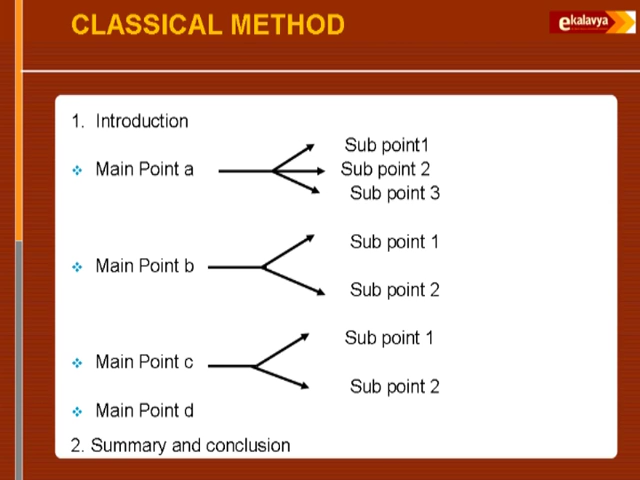 CLASSICAL METHOD
ekalavya
1. Introduction
Sub point1
Main Point a
Sub point 2
Sub point 3
Sub point 1
Main Point b
Sub point 2
Sub point 1
Main Point c
Sub point 2
Main Point d
2. Summary and conclusion